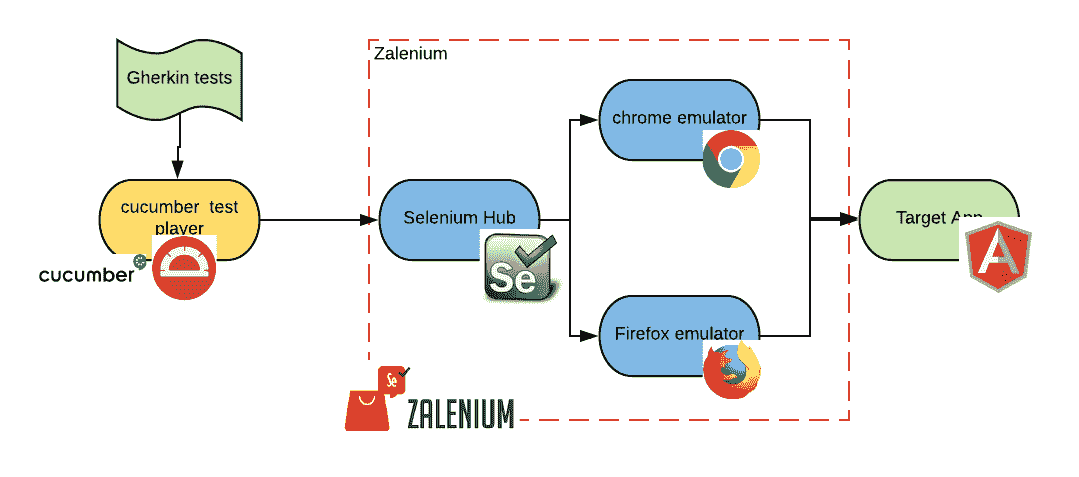 Zalenium
Gherkin tests
chrome emulator
cucumber test
player
Selenium Hub
Target App
cucumber
Se
Firefox emulator
Se
ZALENIUM